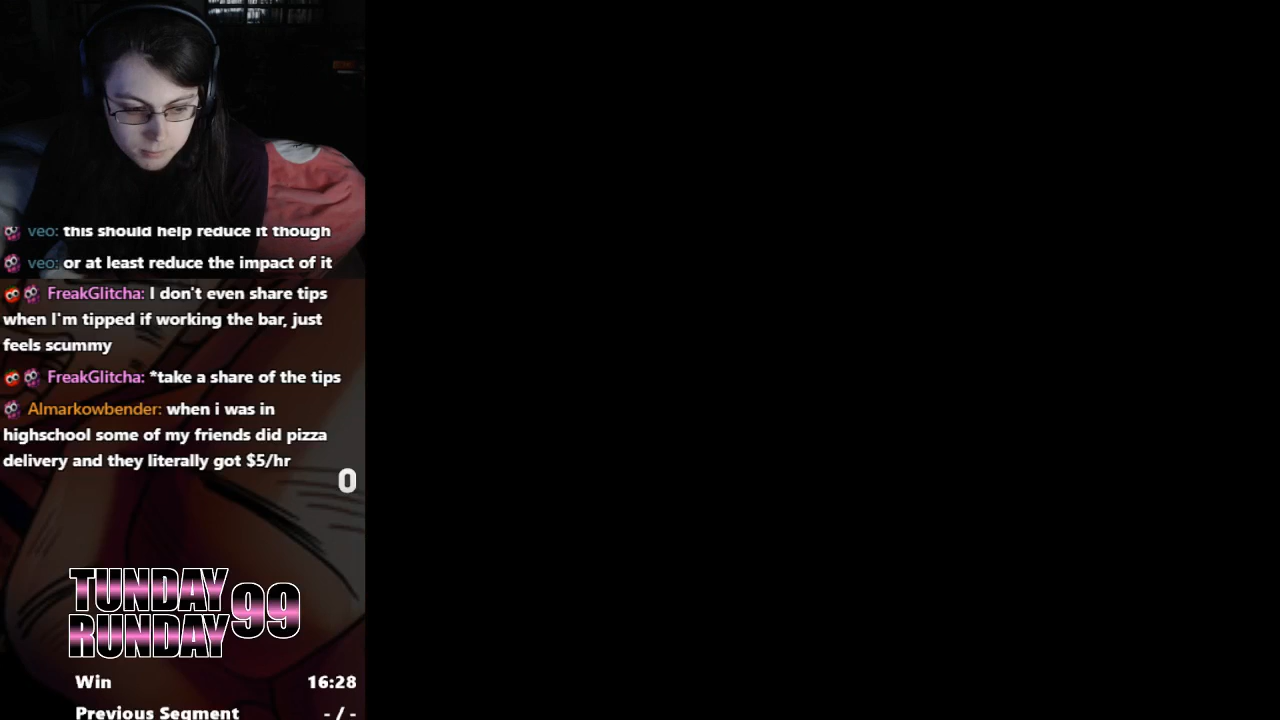 veo: this should help reduce it though
veo: or at least reduce the impact of it
FreakGlitcha: I don't even share tips
when I'm tipped if working the bar, just
feels scummy
FreakGlitcha: *take a share of the tips
Almarkowbender: when i was in
highschool some of my friends did pizza
delivery and they literally got $5/hr
0
TUNDAY
RUNDAY 99
Win 16:28
Previous Segment - / -